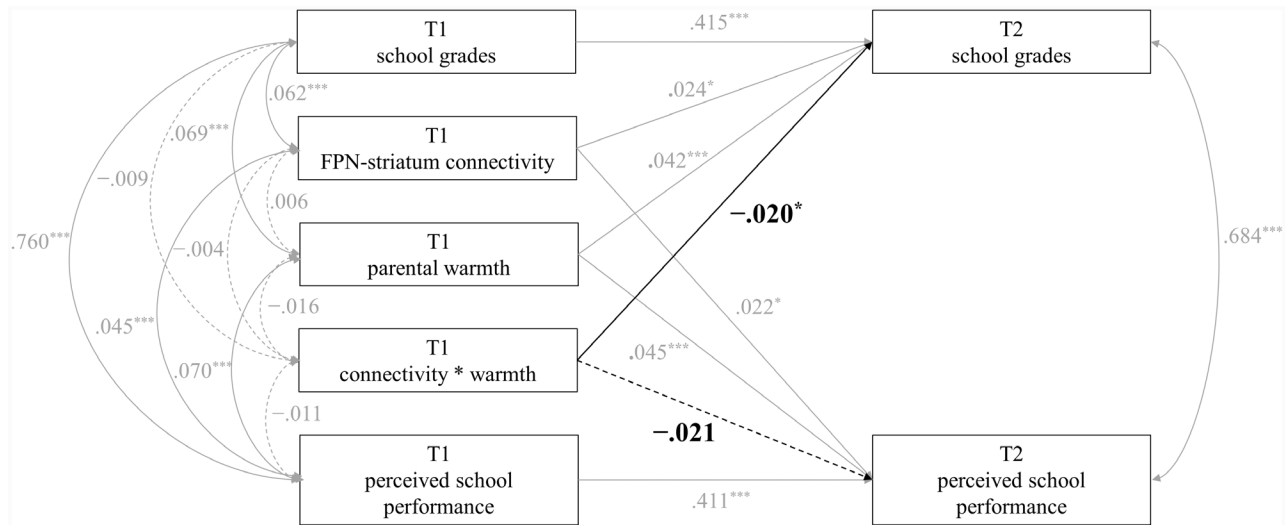 T1
school grades
.415***
T2
school grades
.062***
.024*
.069***
T1
FPN-striatum connectivity
.042***
−.009
.006
−.020*
.760***
−.004
T1
parental warmth
.684***
−.016
.022*
.045***
.045***
.070***
T1
connectivity * warmth
−.011
−.021
T1
perceived school
performance
.411***
T2
perceived school
performance